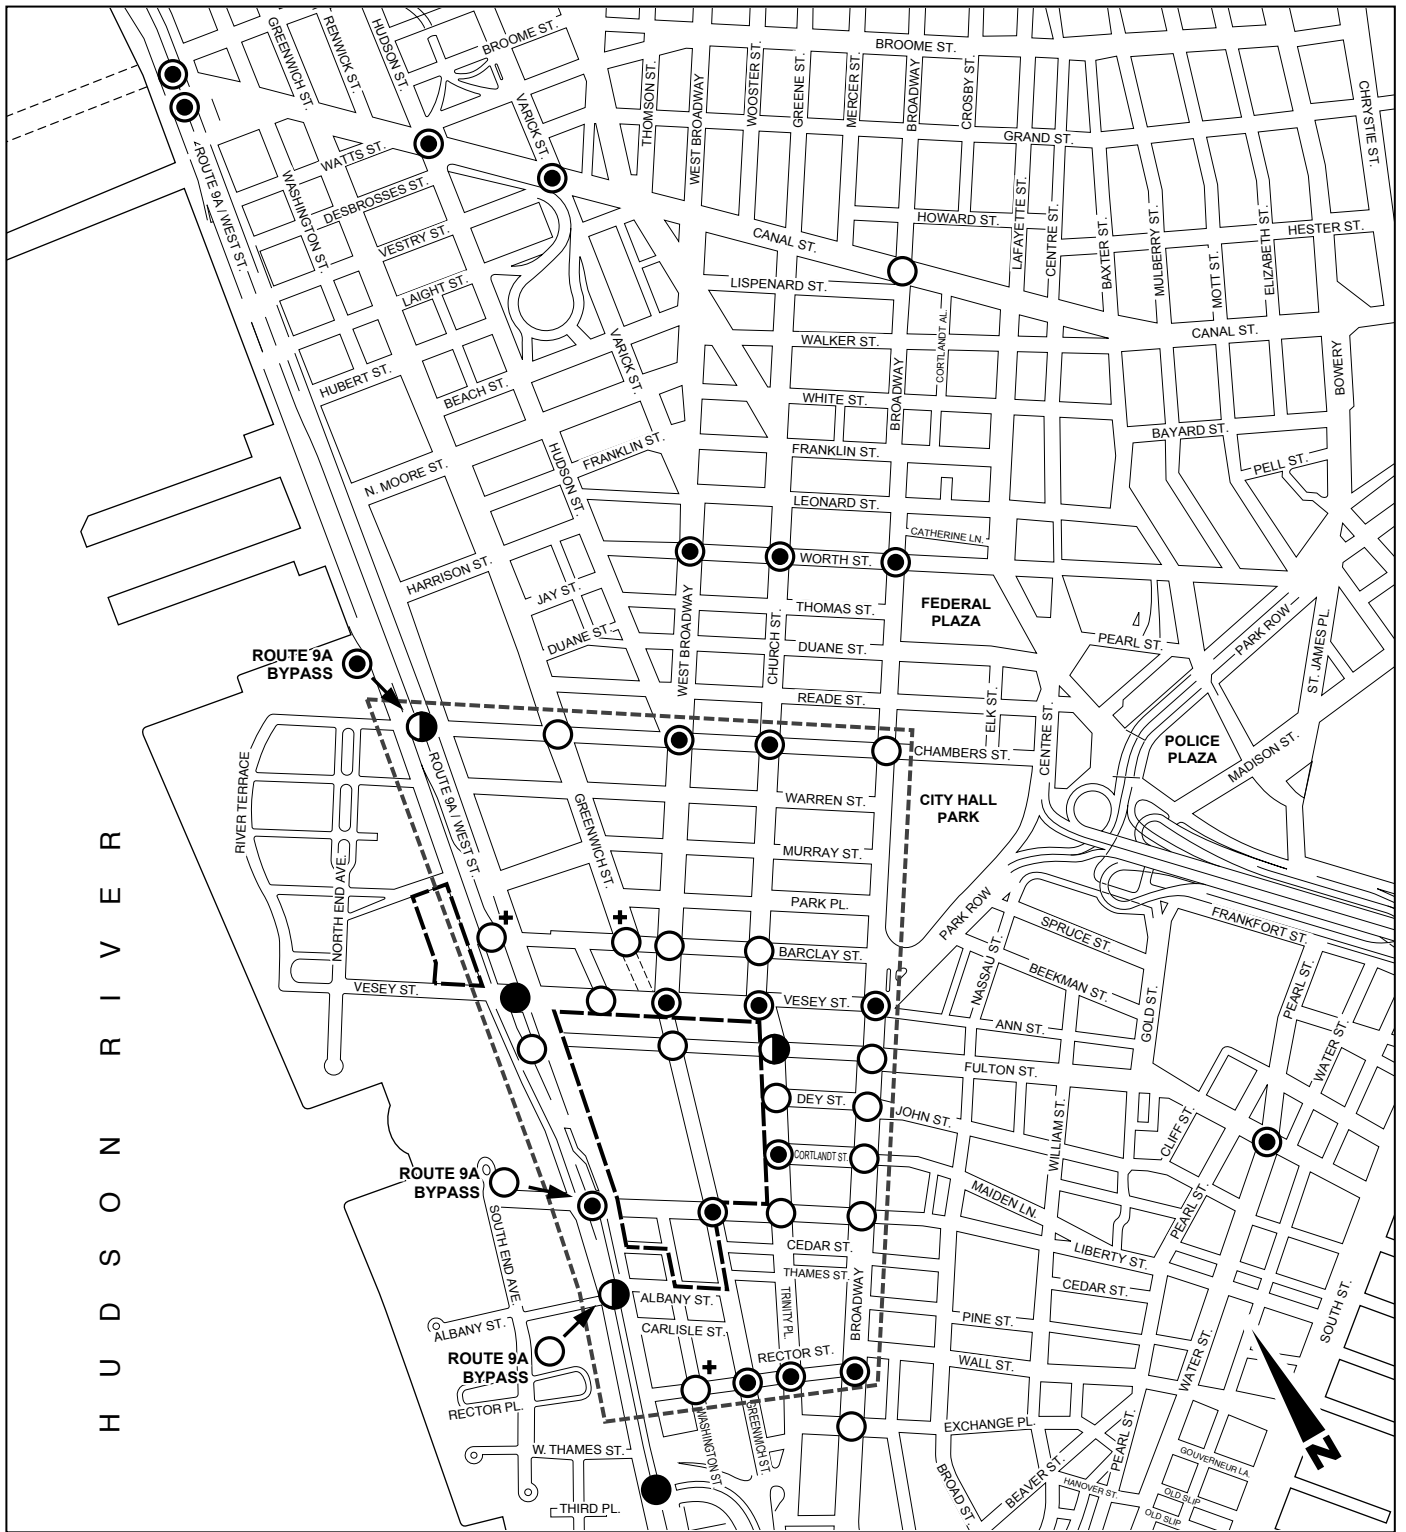 GREENWICH ST.
RENWICK ST.
HUDSON ST.
BROOME ST.
BROOME ST.
THOMSON ST.
WEST BROADWAY
WOOSTER ST.
GREENE ST.
MERCER ST.
BROADWAY
CROSBY ST.
CHRYSTIE ST.
VARICK ST.
GRAND ST.
WATTS ST.
ROUTE 9A / WEST ST.
WASHINGTON ST.
DESBROSSES ST.
VESTRY ST.
LAIGHT ST.
CANAL ST.
HOWARD ST.
LAFAYETTE ST.
CENTRE ST.
BAXTER ST.
MULBERRY ST.
MOTT ST.
ELIZABETH ST.
HESTER ST.
LISPENARD ST.
CORTLANDT AL.
CANAL ST.
WALKER ST.
VARICK ST.
HUBERT ST.
BEACH ST.
WHITE ST.
BROADWAY
BOWERY
BAYARD ST.
FRANKLIN ST.
FRANKLIN ST.
PELL ST.
N. MOORE ST.
HUDSON ST.
LEONARD ST.
CATHERINE LN.
WORTH ST.
HARRISON ST.
JAY ST.
THOMAS ST.
FEDERAL
PLAZA
DUANE ST.
DUANE ST.
WEST BROADWAY
CHURCH ST.
PEARL ST.
PARK ROW
ST. JAMES PL.
ROUTE 9A
BYPASS
READE ST.
ELK ST.
CENTRE ST.
CHAMBERS ST.
POLICE
PLAZA
MADISON ST.
RIVER TERRACE
ROUTE 9A / WEST ST.
GREENWICH ST.
WARREN ST.
CITY HALL
PARK
MURRAY ST.
NORTH END AVE.
PARK PL.
PARK ROW
FRANKFORT ST.
SPRUCE ST.
BARCLAY ST.
NASSAU ST.
BEEKMAN ST.
PEARL ST.
VESEY ST.
VESEY ST.
GOLD ST.
ANN ST.
WATER ST.
FULTON ST.
DEY ST.
JOHN ST.
WILLIAM ST.
CLIFF ST.
CORTLANDT ST.
ROUTE 9A
BYPASS
MAIDEN LN.
PEARL ST.
SOUTH END AVE.
CEDAR ST.
LIBERTY ST.
THAMES ST.
CEDAR ST.
ALBANY ST.
TRINITY PL.
BROADWAY
SOUTH ST.
ALBANY ST.
CARLISLE ST.
PINE ST.
ROUTE 9A
BYPASS
RECTOR ST.
WALL ST.
WATER ST.
RECTOR PL.
WASHINGTON ST
GREENWICH ST.
EXCHANGE PL.
W. THAMES ST.
PEARL ST.
GOUVERNEUR LA.
BROAD ST.
BEAVER ST.
HANOVER ST.
OLD SLIP
OLD SLIP
THIRD PL.
HUDSON RIVER
N